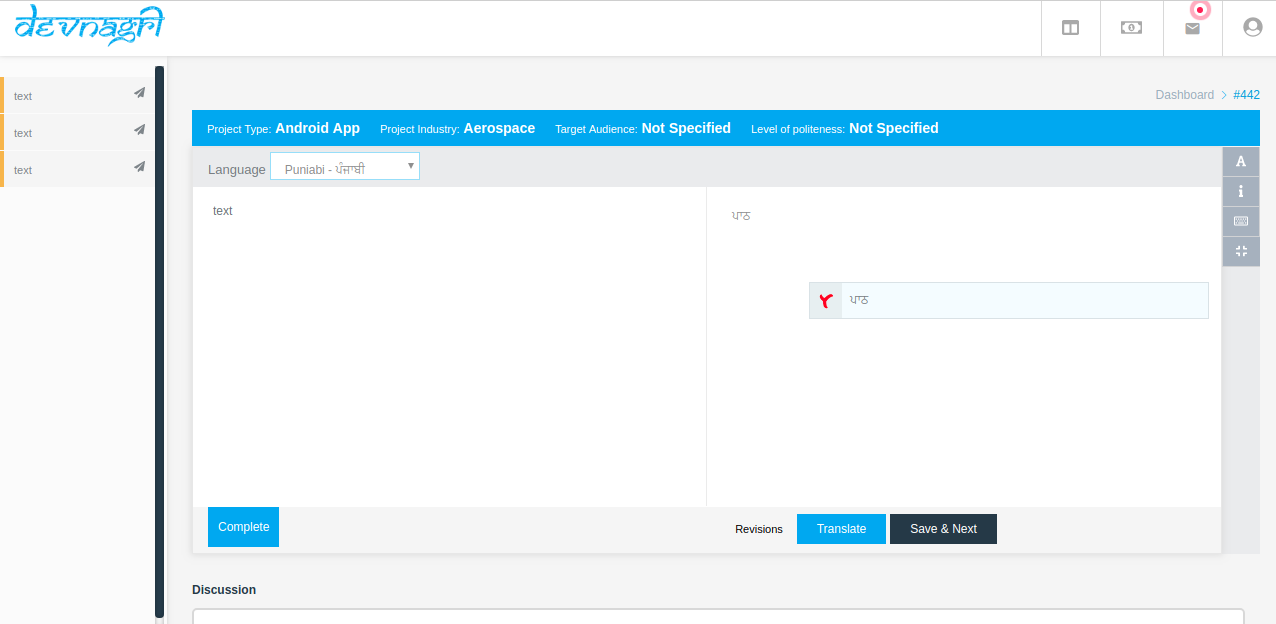 devnagri
text
text
text
Dashboard > #442
Project Type: Android App Project Industry: Aerospace Target Audience: Not Specified Level of politeness: Not Specified
Language Punjabi - ਪੰਜਾਬੀ
A
text
ਪਾਠ
ਪਾਠ
Complete
Revisions Translate Save & Next
Discussion